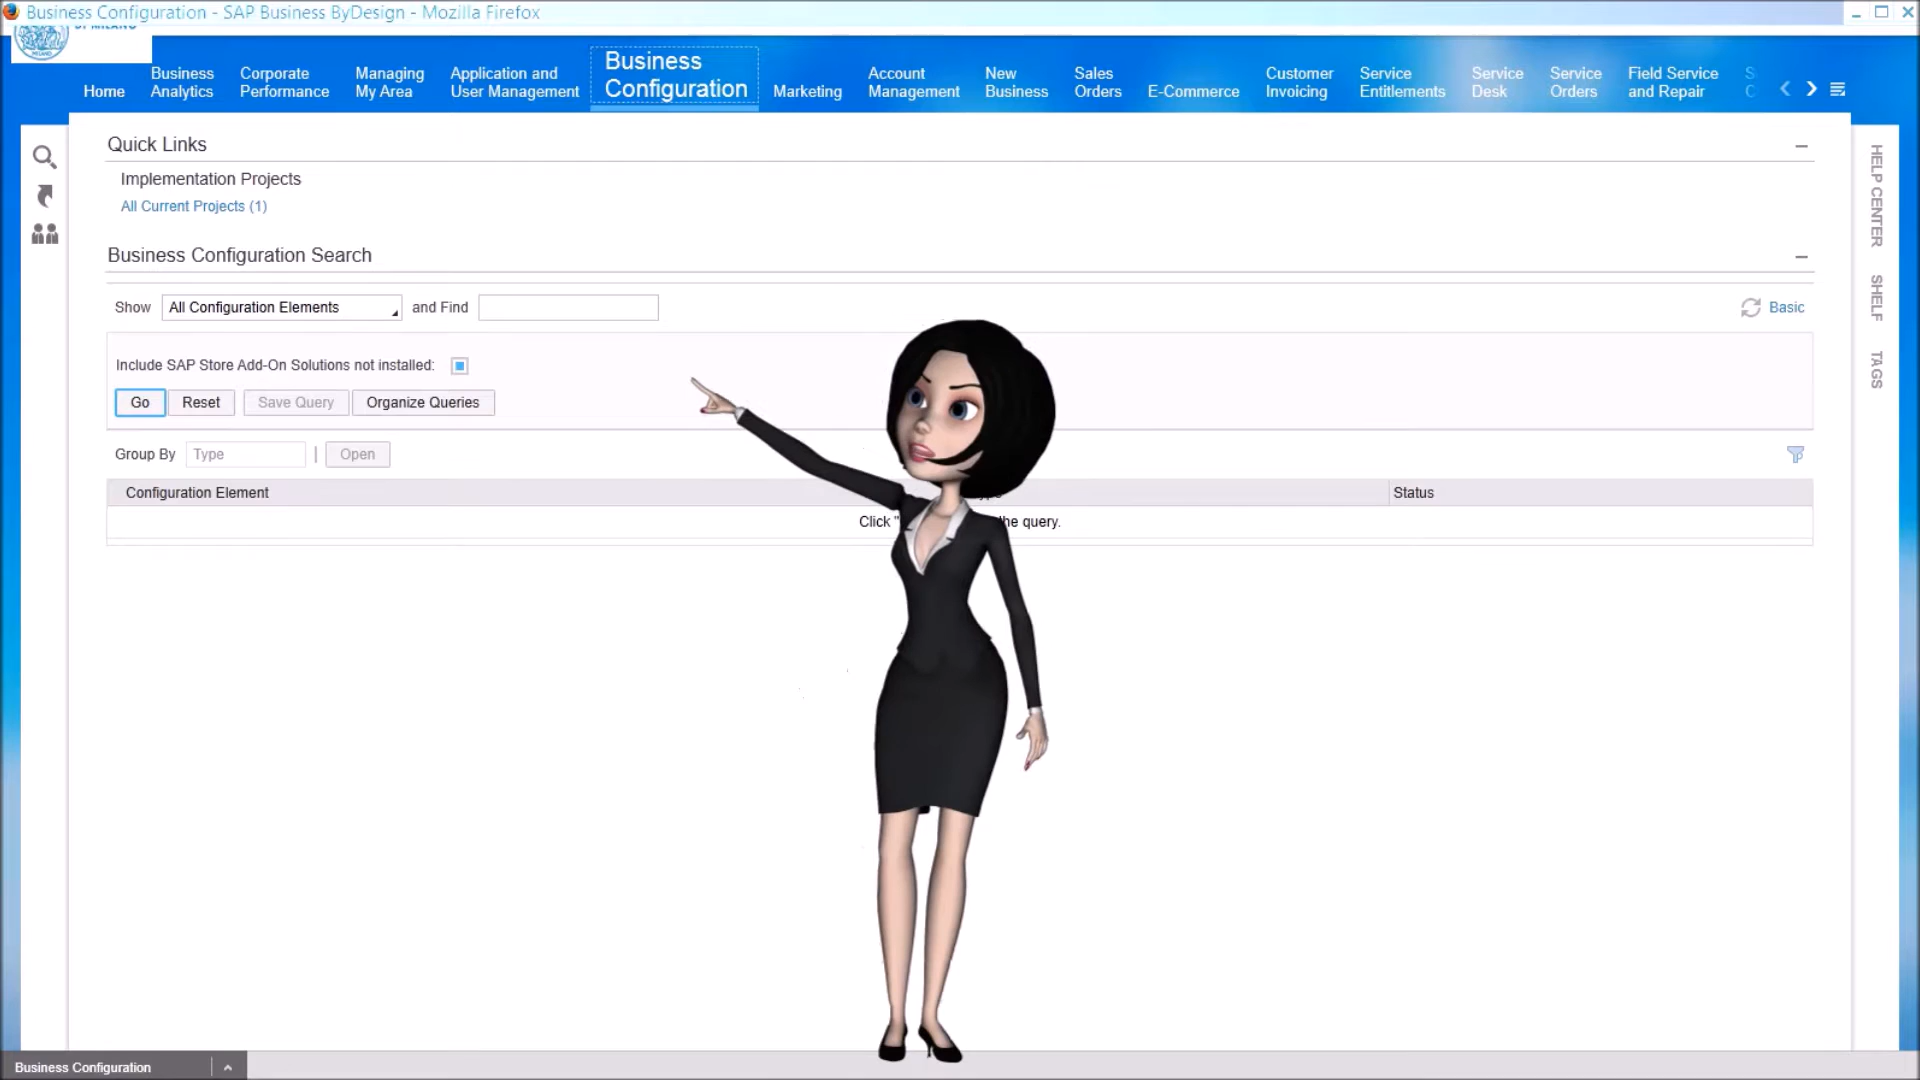 Business Configuration - SAP Business ByDesign - Mozilla Firefox
Home
Business Analytics
Corporate Performance
Managing My Area
Application and User Management
Business Configuration
Marketing
Account Management
New Business
Sales Orders
E-Commerce
Customer Invoicing
Service Entitlements
Service Desk
Service Orders
Field Service and Repair
Quick Links
Implementation Projects
All Current Projects (1)
Business Configuration Search
Show All Configuration Elements and Find
Basic
Include SAP Store Add-On Solutions not installed:
Go Reset Save Query Organize Queries
Group By Type | Open
Configuration Element Status
Click " the query.
HELP CENTER
SHELF
TAGS
Business Configuration